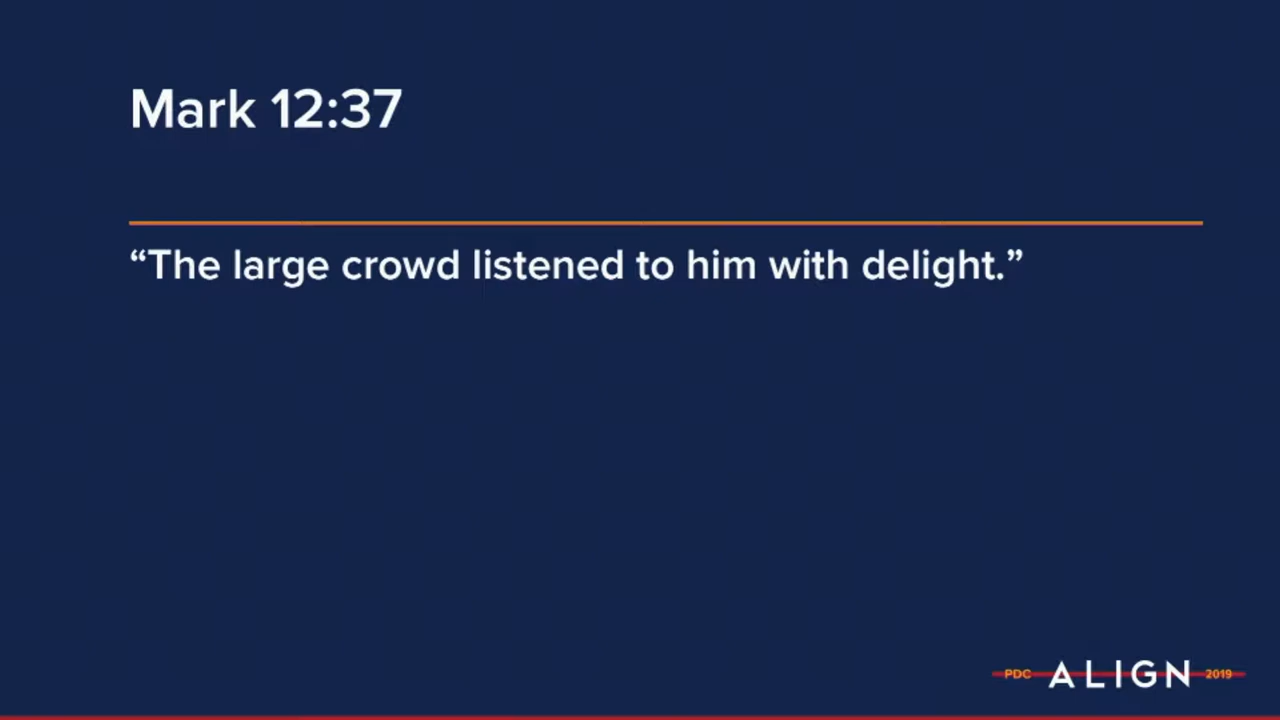 Mark 12:37
“The large crowd listened to him with delight.”
PDC ALIGN 2019